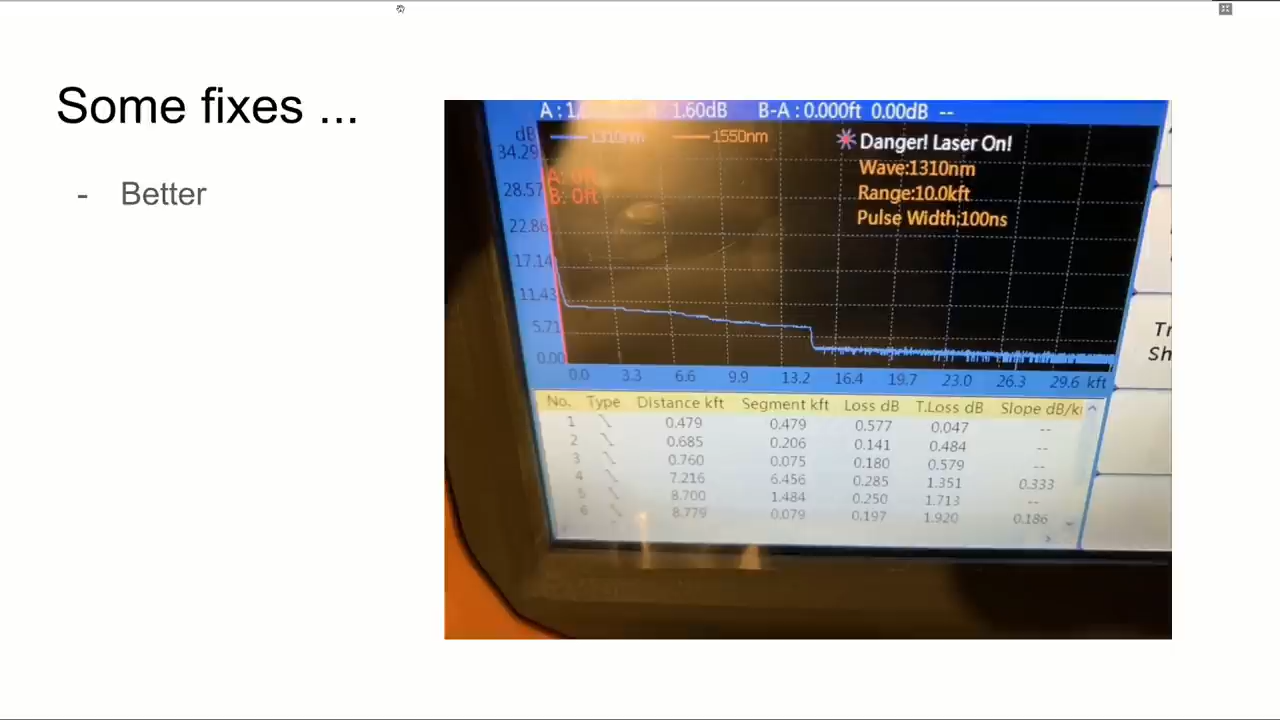 Some fixes ...
- Better
A : 1. 1.60dB B-A : 0.000ft 0.00dB --
dB 1310nm 1550nm
Danger! Laser On!
Wave:1310nm
Range:10.0kft
Pulse Width:100ns
A: 0ft
B: 0ft
34.29
28.57
22.86
17.14
11.43
5.71
0.00
0.0 3.3 6.6 9.9 13.2 16.4 19.7 23.0 26.3 29.6 kft
Tr
Sh
No. Type Distance kft Segment kft Loss dB T.Loss dB Slope dB/k
1 0.479 0.479 0.577 0.047 --
2 0.685 0.206 0.141 0.484 --
3 0.760 0.075 0.180 0.579 --
4 7.216 6.456 0.285 1.351 0.333
5 8.700 1.484 0.250 1.713 --
6 8.779 0.079 0.197 1.920 0.186